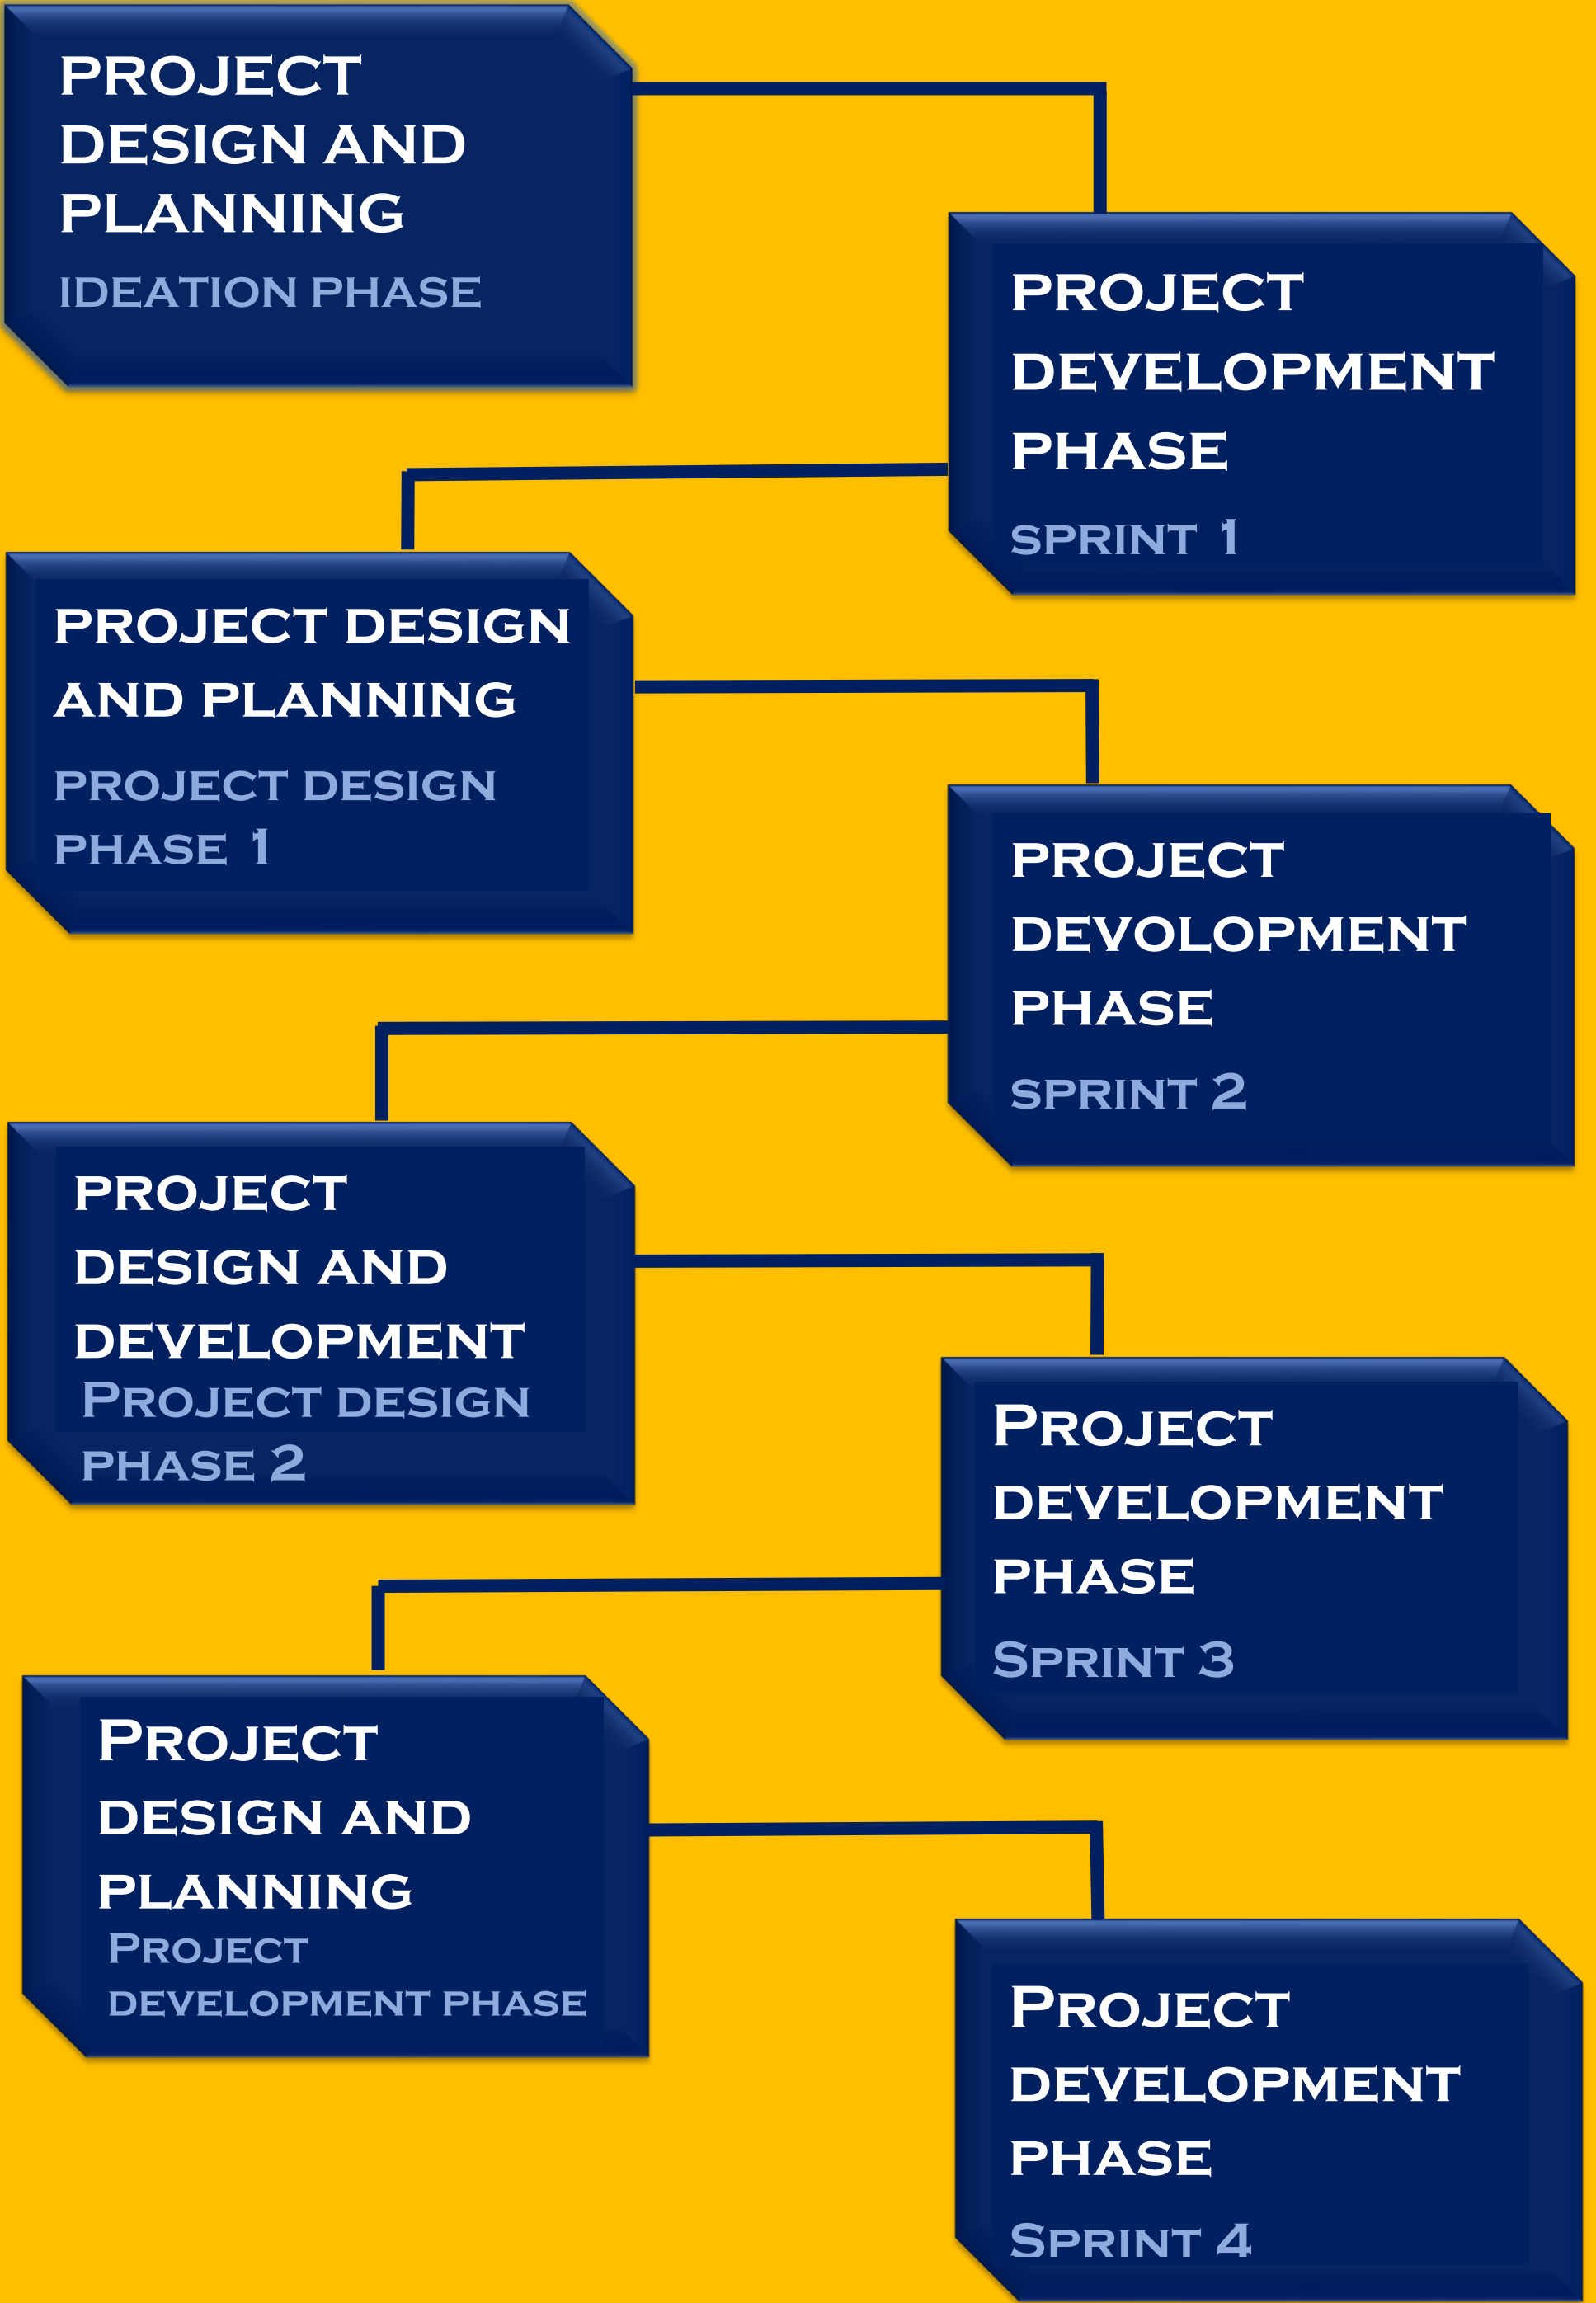 PROJECT
DESIGN AND
PLANNING
IDEATION PHASE
PROJECT
DEVELOPMENT
PHASE
SPRINT 1
PROJECT DESIGN
AND PLANNING
PROJECT DESIGN
PHASE 1
PROJECT
DEVOLOPMENT
PHASE
SPRINT 2
PROJECT
DESIGN AND
DEVELOPMENT
PROJECT DESIGN
PHASE 2
PROJECT
DEVELOPMENT
PHASE
SPRINT 3
PROJECT
DESIGN AND
PLANNING
PROJECT
DEVELOPMENT PHASE
PROJECT
DEVELOPMENT
PHASE
SPRINT 4